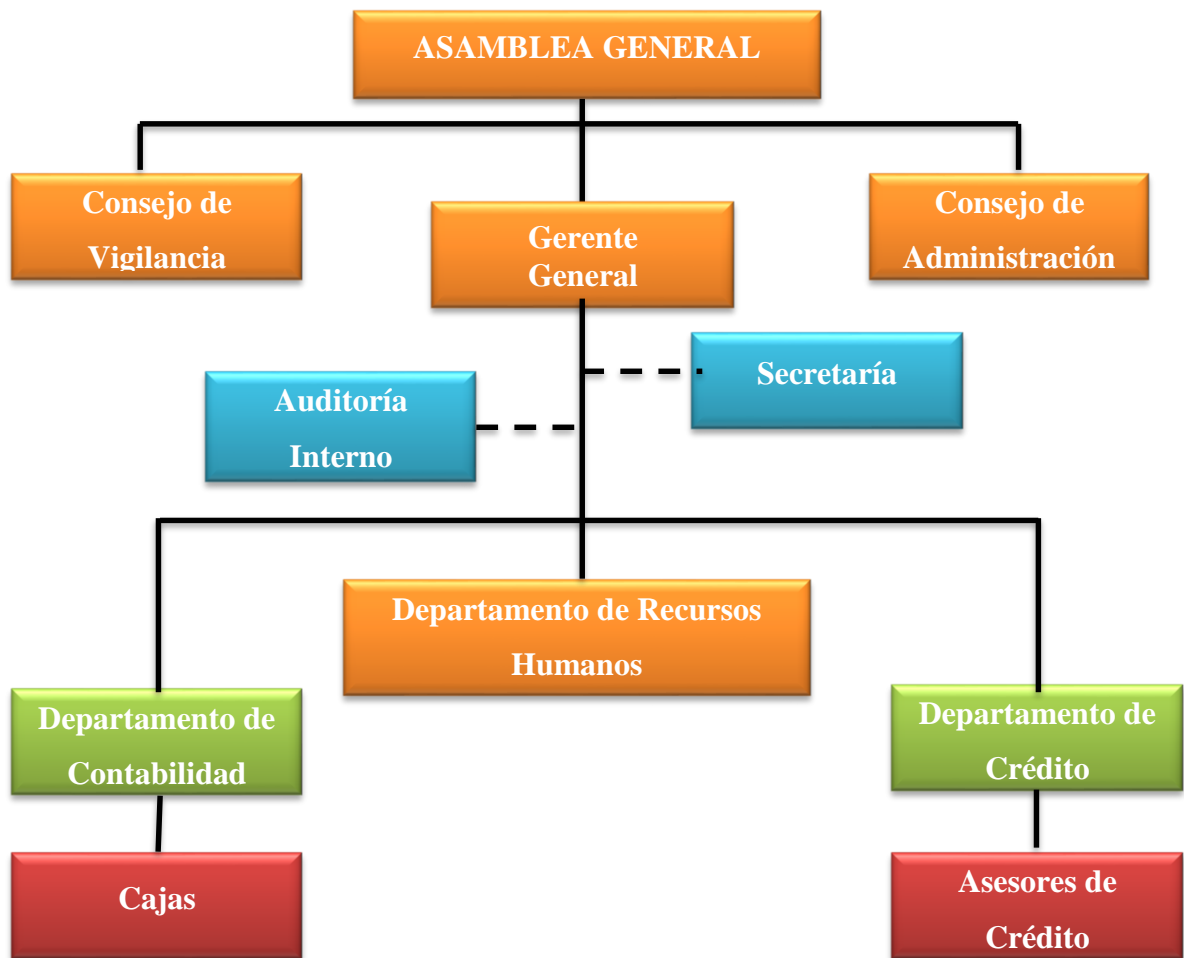 ASAMBLEA GENERAL
Consejo de
Vigilancia
Gerente
General
Consejo de
Administración
Secretaría
Auditoría
Interno
Departamento de Recursos
Humanos
Departamento de
Contabilidad
Departamento de
Crédito
Cajas
Asesores de
Crédito